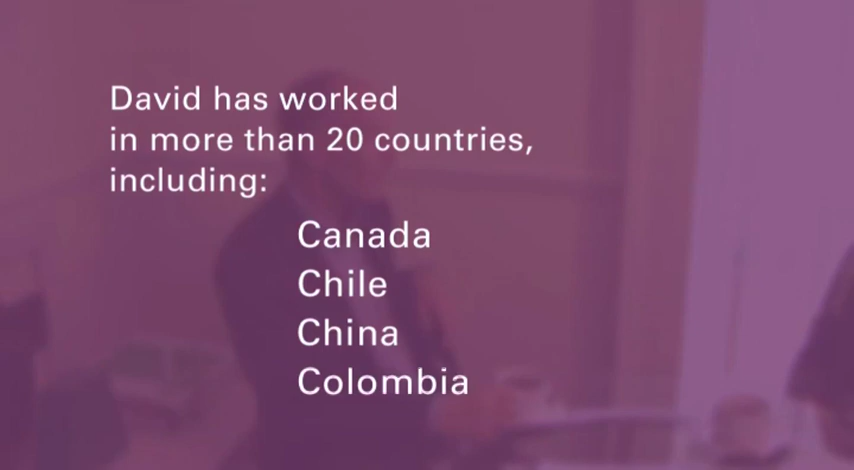 David has worked
in more than 20 countries,
including:
Canada
Chile
China
Colombia